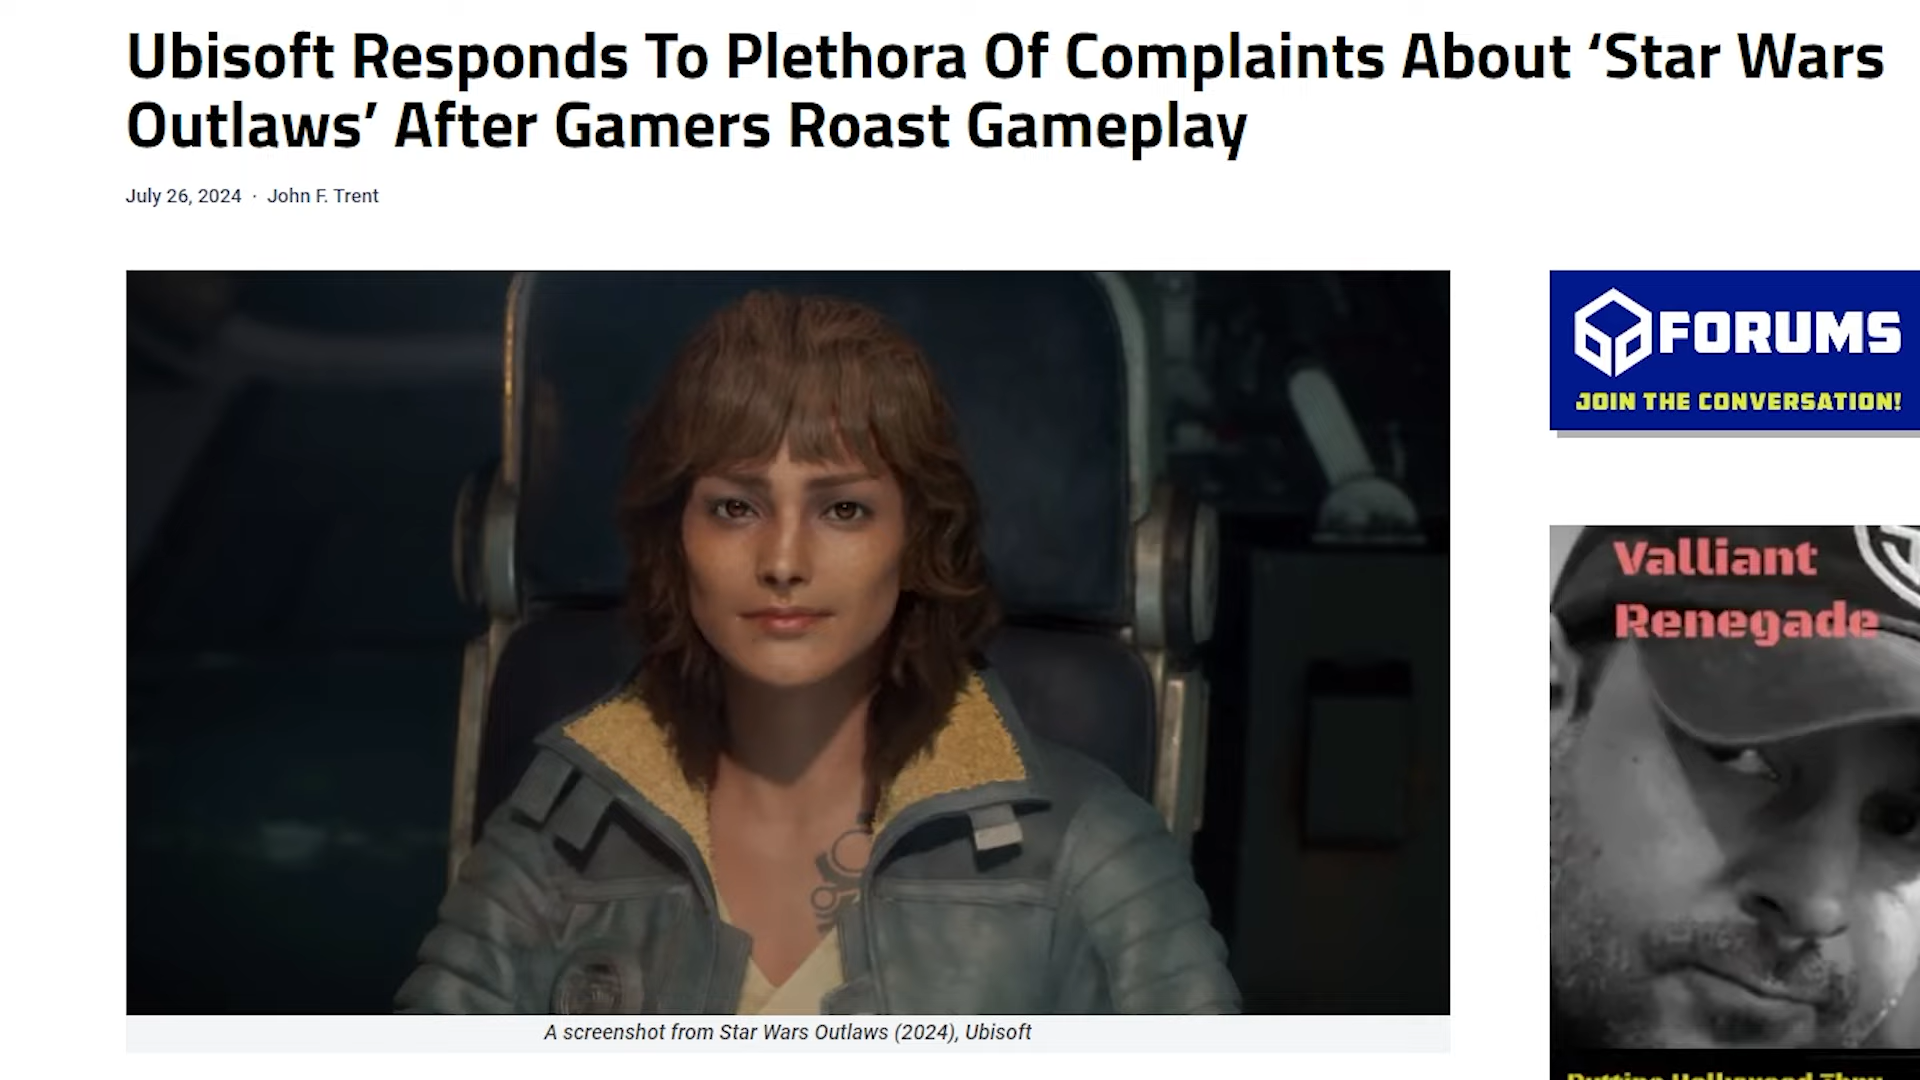 Ubisoft Responds To Plethora Of Complaints About ‘Star Wars
Outlaws’ After Gamers Roast Gameplay
July 26, 2024 · John F. Trent
FORUMS
JOIN THE CONVERSATION!
Valliant
Renegade
A screenshot from Star Wars Outlaws (2024), Ubisoft